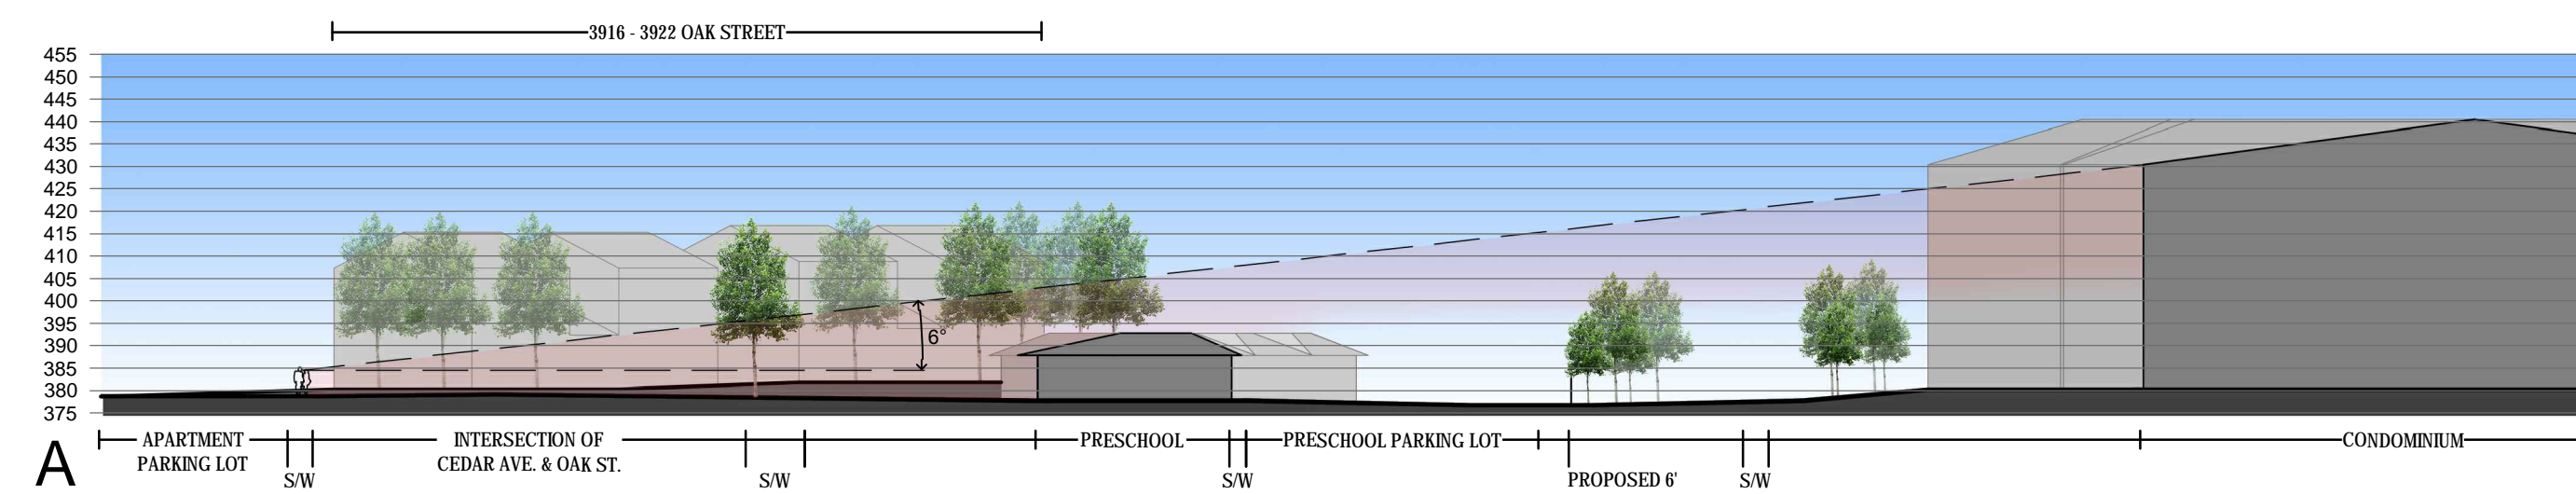 3916 - 3922 OAK STREET
455
450
445
440
435
430
425
420
415
410
405
400
395
390
385
380
375
6°
A
APARTMENT
PARKING LOT
S/W
INTERSECTION OF
CEDAR AVE. & OAK ST.
S/W
PRESCHOOL
S/W
PRESCHOOL PARKING LOT
PROPOSED 6'
S/W
CONDOMINIUM